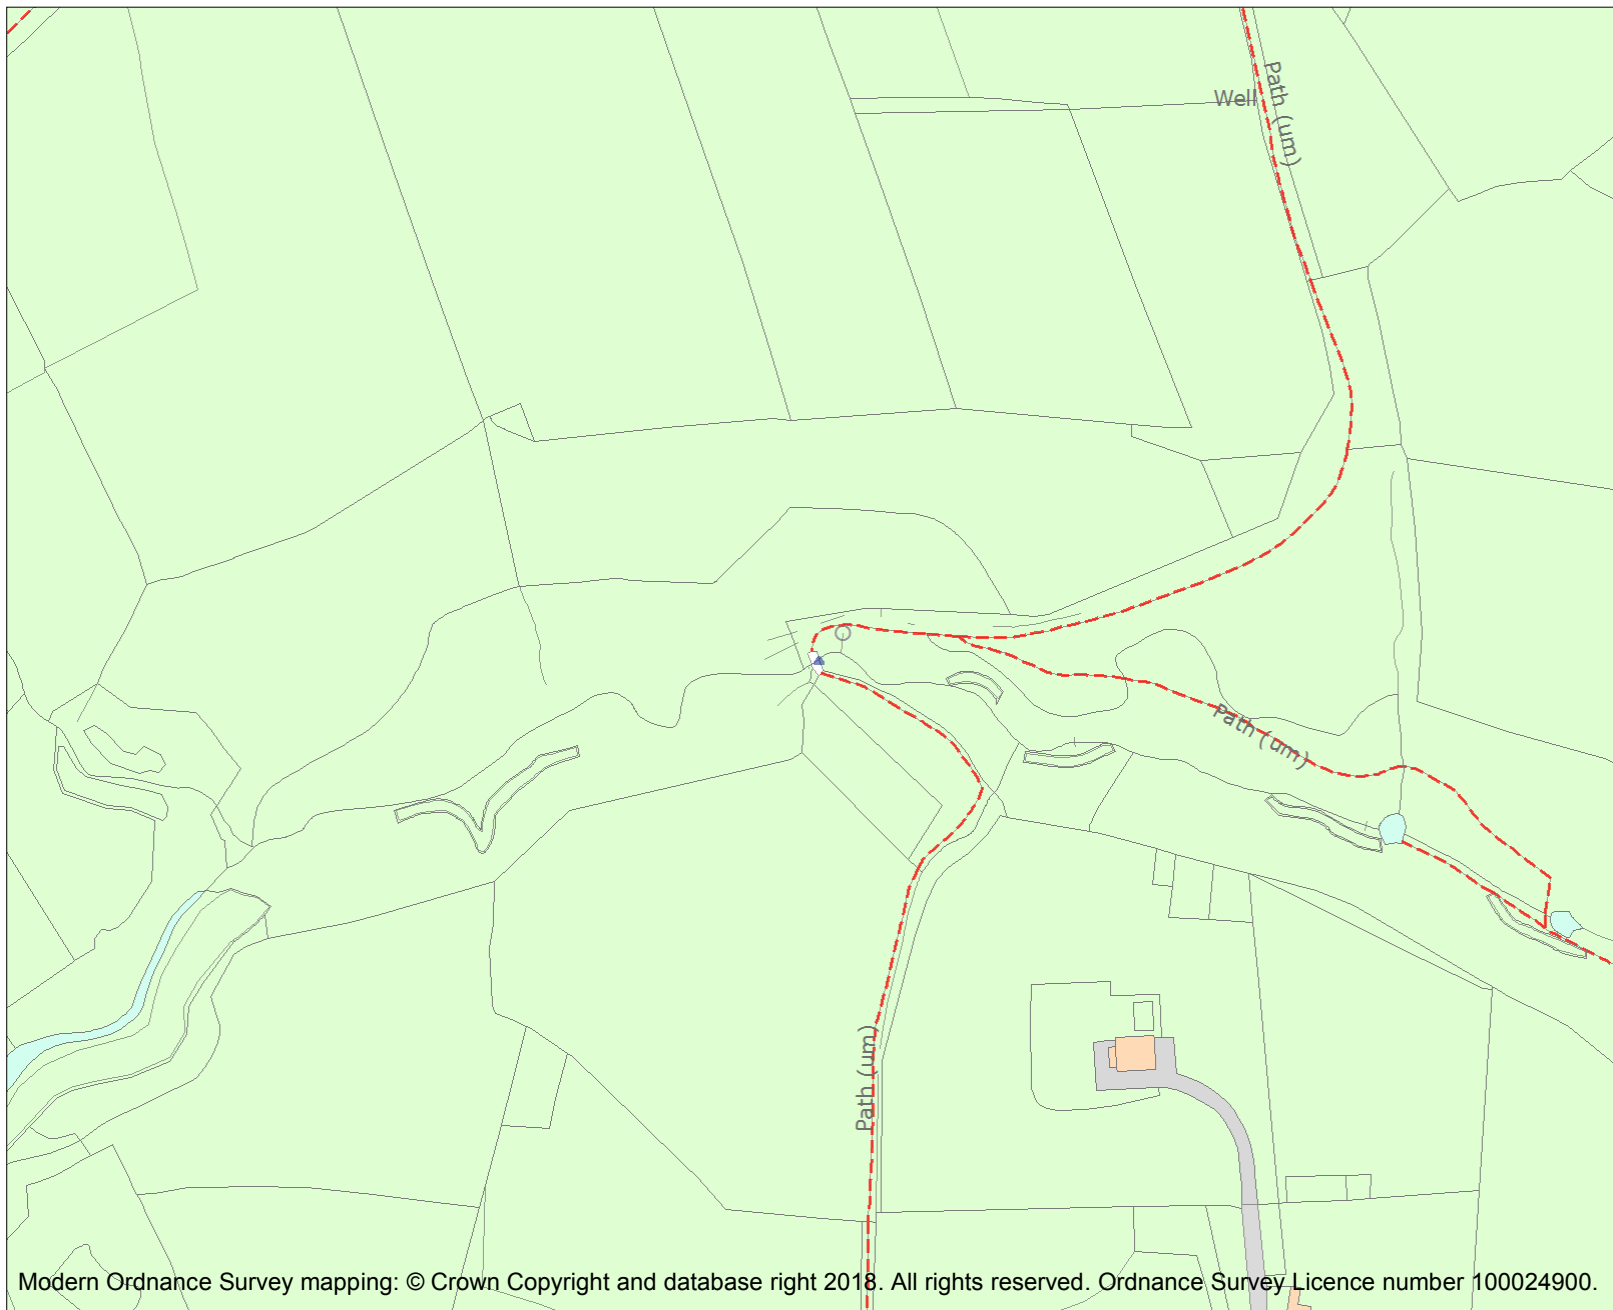 Path (um)
Well
Path (um)
Path (um)
Modern Ordnance Survey mapping: © Crown Copyright and database right 2018. All rights reserved. Ordnance Survey Licence number 100024900.